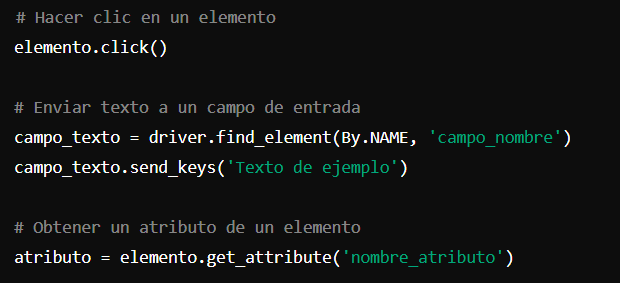 # Hacer clic en un elemento
elemento.click()
# Enviar texto a un campo de entrada
campo_texto = driver.find_element(By.NAME, 'campo_nombre')
campo_texto.send_keys('Texto de ejemplo')
# Obtener un atributo de un elemento
atributo = elemento.get_attribute('nombre_atributo')